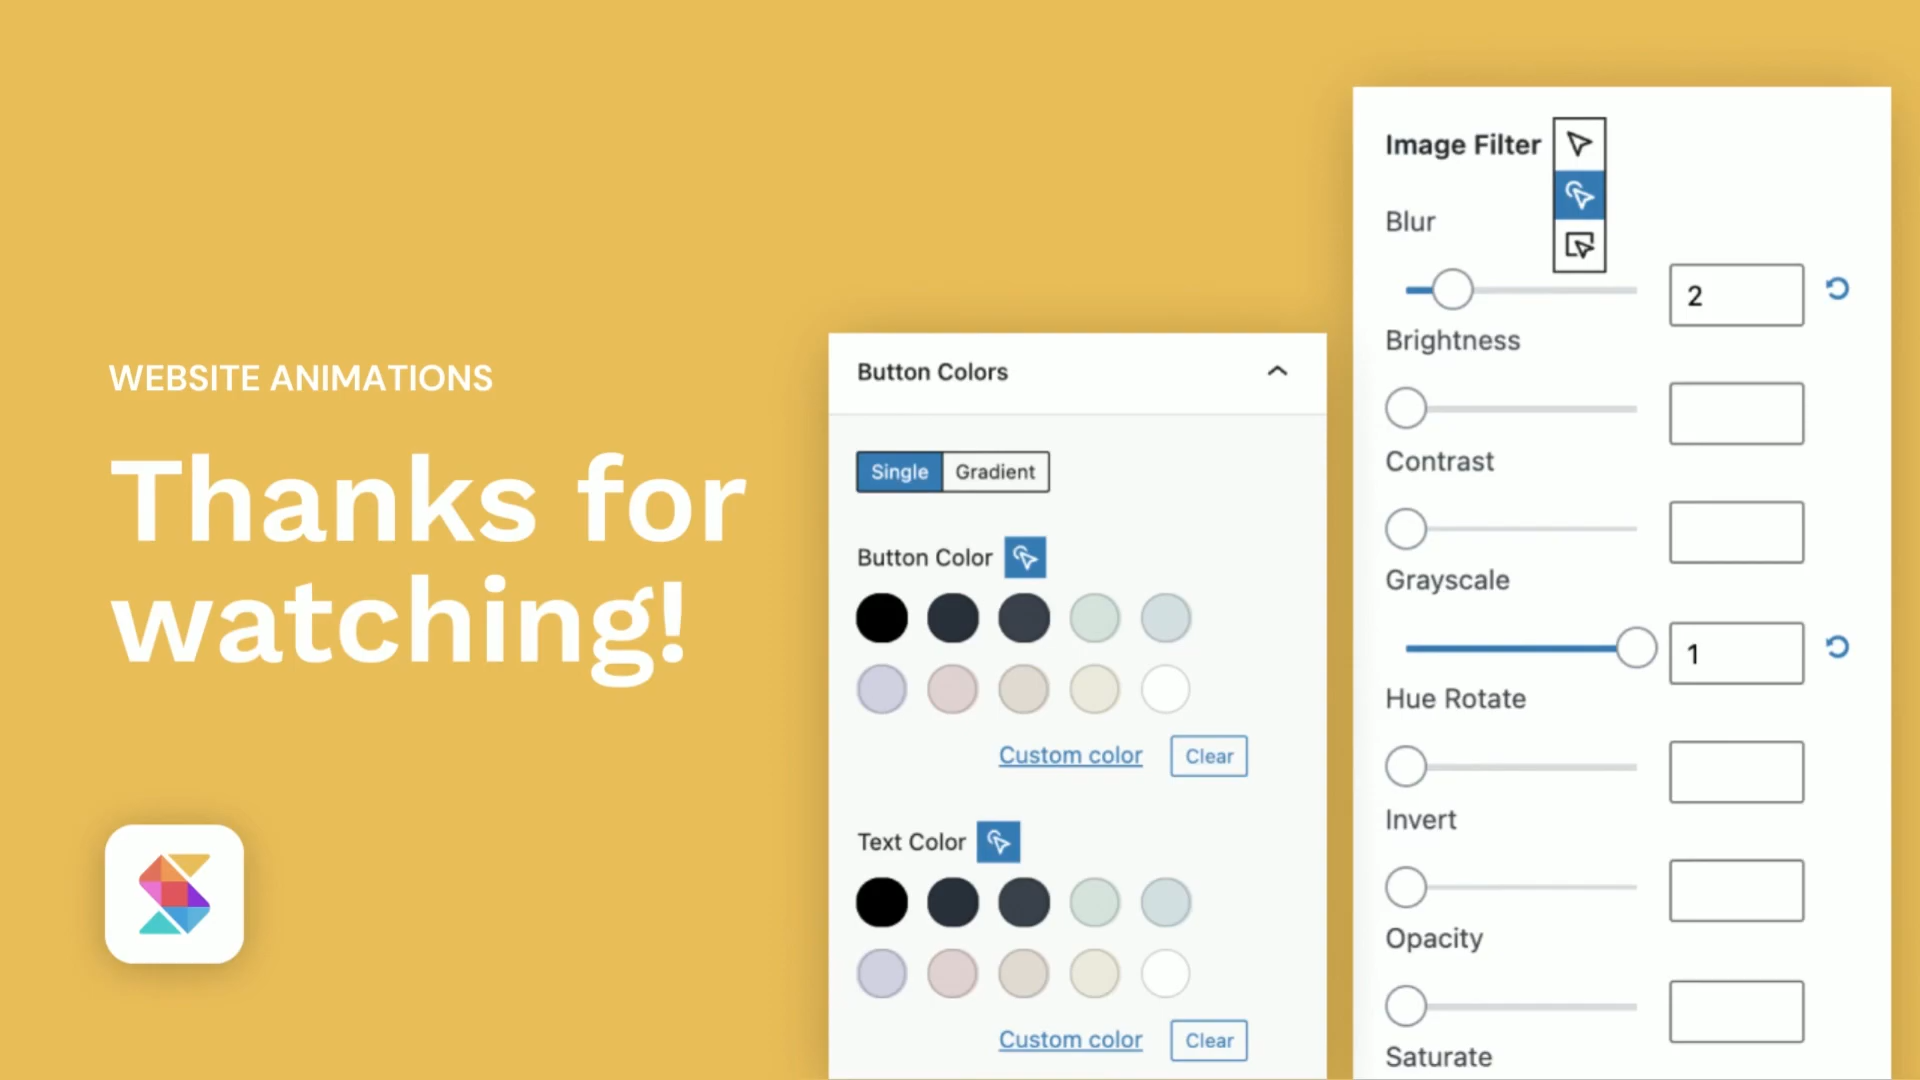 WEBSITE ANIMATIONS
Thanks for
watching!
Button Colors
Single Gradient
Button Color
Custom color Clear
Text Color
Custom color Clear
Image Filter
Blur
2
Brightness
Contrast
Grayscale
1
Hue Rotate
Invert
Opacity
Saturate